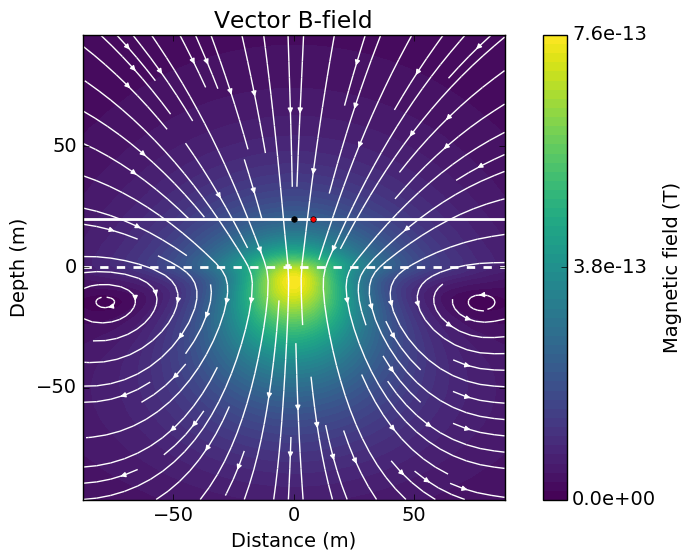 Vector B-field
7.6e-13
50
3.8e-13
0
−50
0.0e+00
−50
0
50
Distance (m)
Depth (m)
Magnetic field (T)